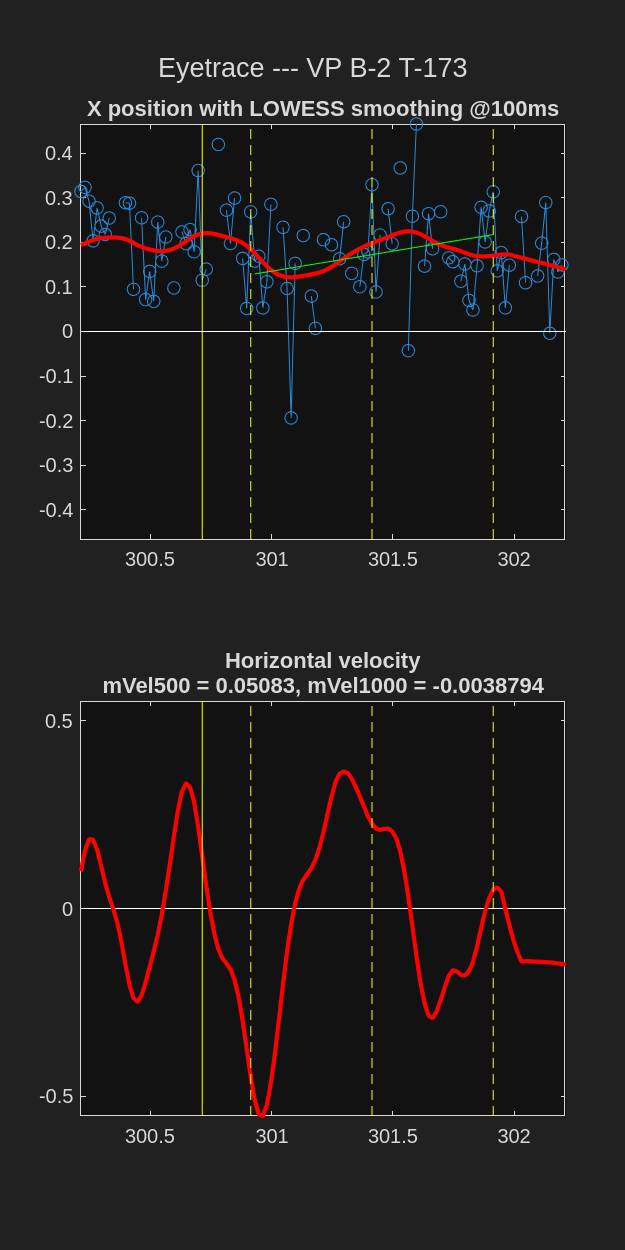 Eyetrace --- VP B-2 T-173
X position with LOWESS smoothing @100ms
0.4
0.3
0.2
0.1
0
-0.1
-0.2
-0.3
-0.4
300.5 301 301.5 302
Horizontal velocity
mVel500 = 0.05083, mVel1000 = -0.0038794
0.5
0
-0.5
300.5 301 301.5 302